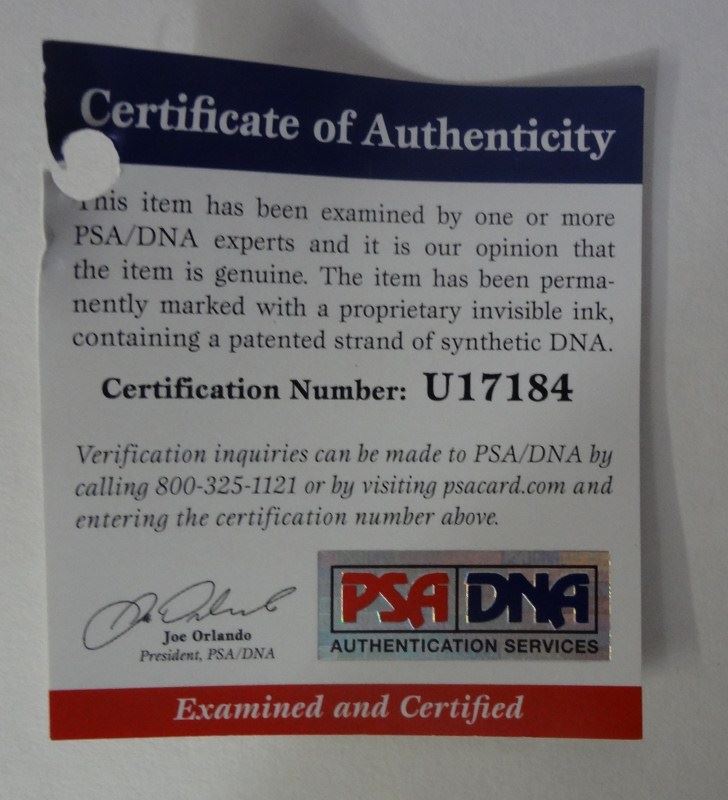 Certificate of Authenticity
This item has been examined by one or more
PSA/DNA experts and it is our opinion that
the item is genuine. The item has been perma-
nently marked with a proprietary invisible ink,
containing a patented strand of synthetic DNA.
Certification Number: U17184
Verification inquiries can be made to PSA/DNA by
calling 800-325-1121 or by visiting psacard.com and
entering the certification number above.
Joe Orlando
President, PSA/DNA
PSA DNA
AUTHENTICATION SERVICES
Examined and Certified